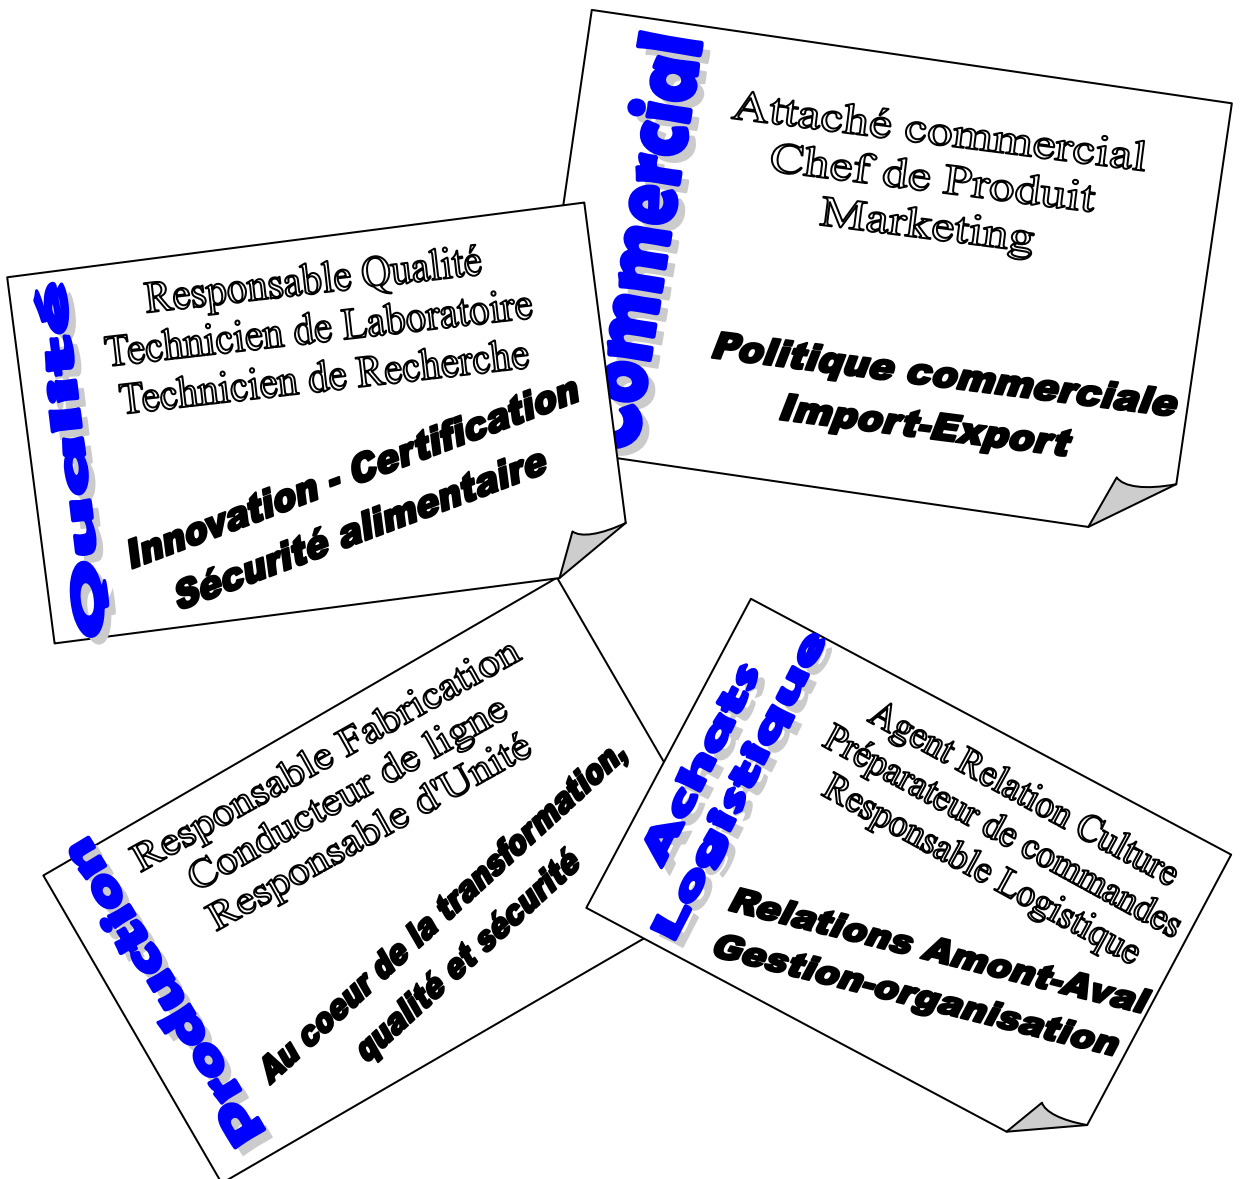 Commercial
Attaché commercial
Chef de Produit
Marketing
Politique commerciale
Import-Export
Qualité
Responsable Qualité
Technicien de Laboratoire
Technicien de Recherche
Innovation - Certification
Sécurité alimentaire
Production
Responsable Fabrication
Conducteur de ligne
Responsable d'Unité
Au coeur de la transformation,
qualité et sécurité
Achats
Logistique
Agent Relation Culture
Préparateur de commandes
Responsable Logistique
Relations Amont-Aval
Gestion-organisation